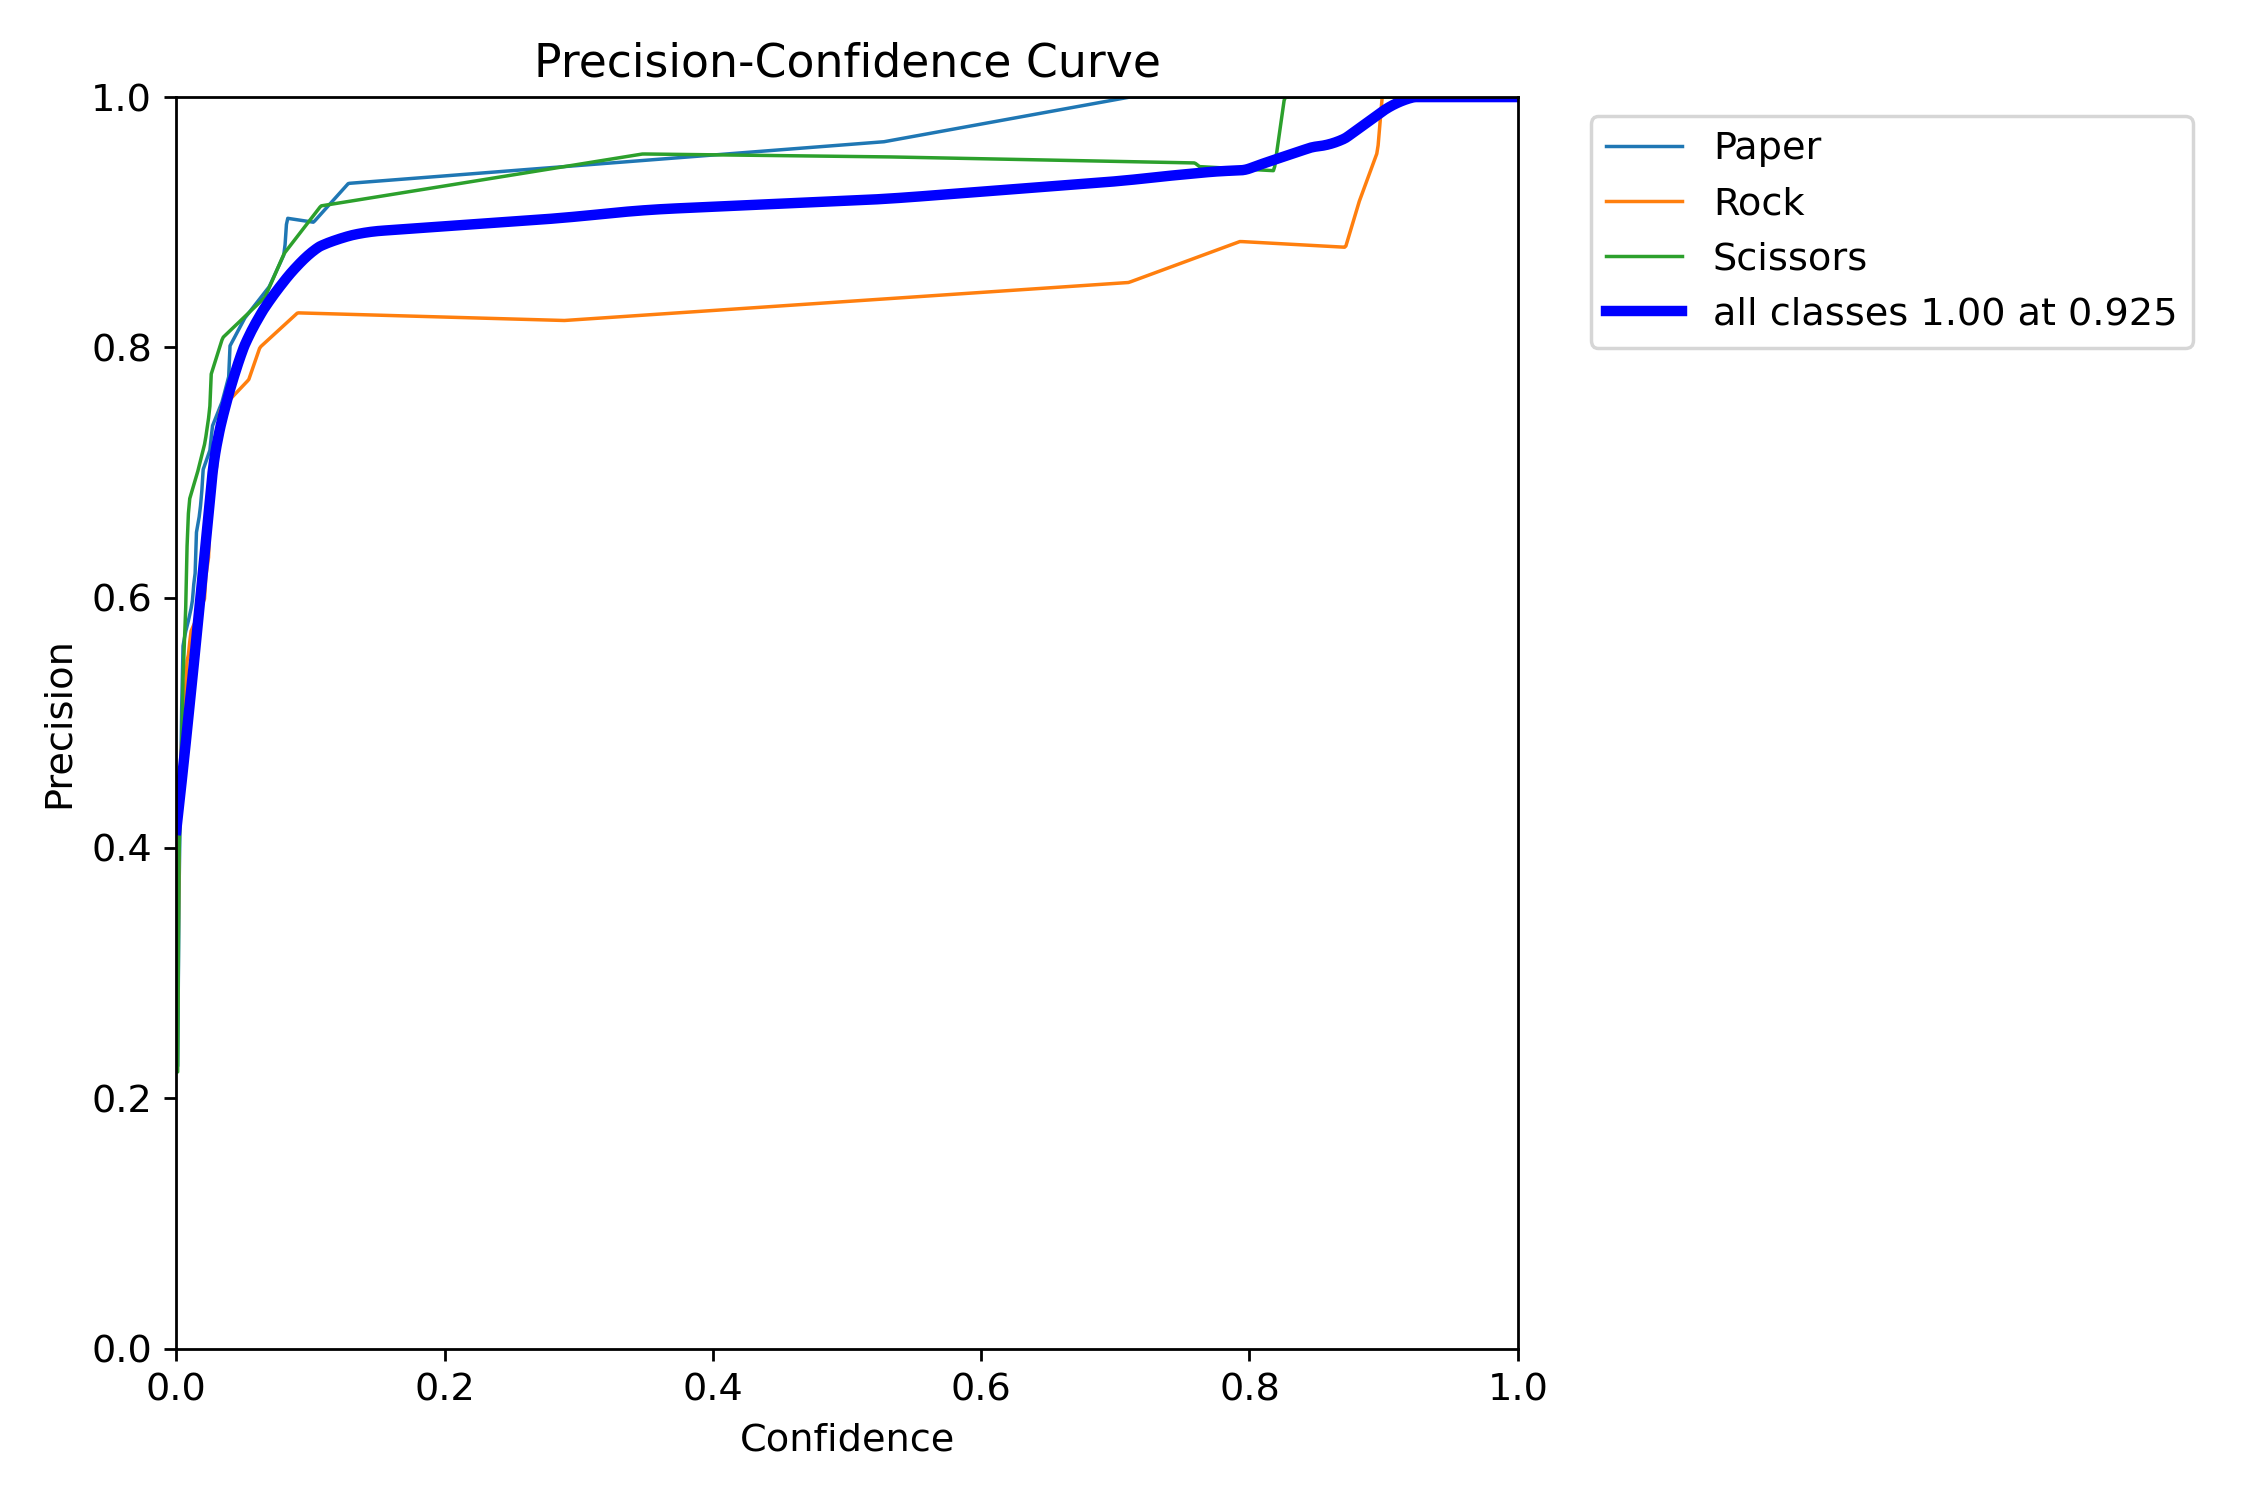 Precision-Confidence Curve
1.0
0.8
0.6
0.4
0.2
0.0
Precision
0.0 0.2 0.4 0.6 0.8 1.0
Confidence
Paper
Rock
Scissors
all classes 1.00 at 0.925